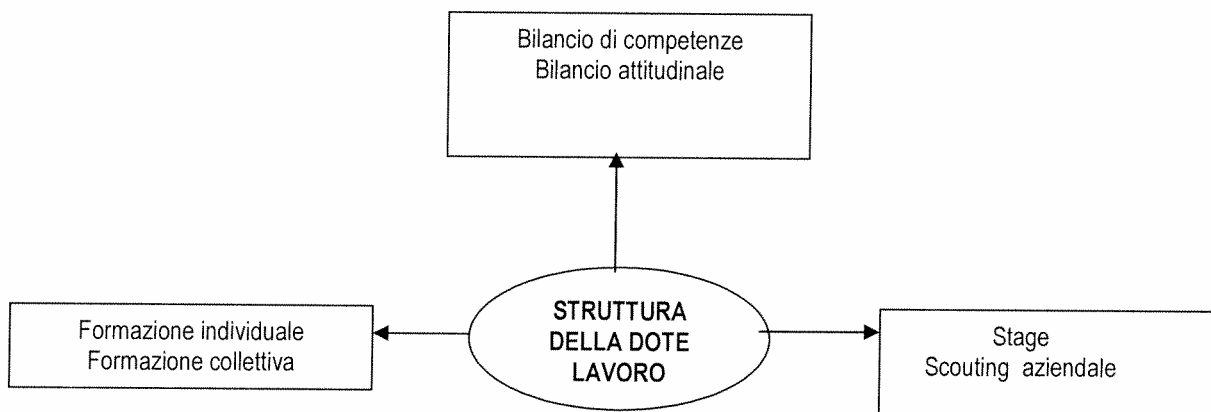 Bilancio di competenze
Bilancio attitudinale
Formazione individuale
Formazione collettiva
STRUTTURA
DELLA DOTE
LAVORO
Stage
Scouting aziendale